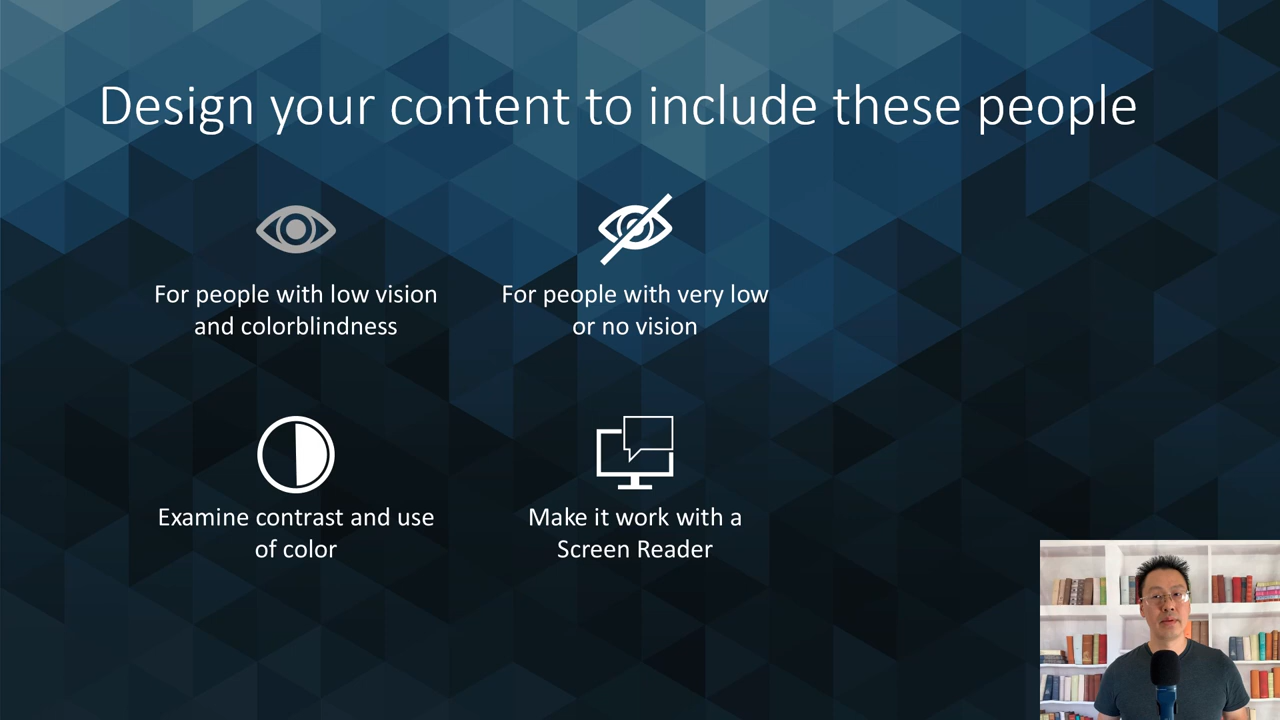 Design your content to include these people
For people with low vision
and colorblindness
For people with very low
or no vision
Examine contrast and use
of color
Make it work with a
Screen Reader